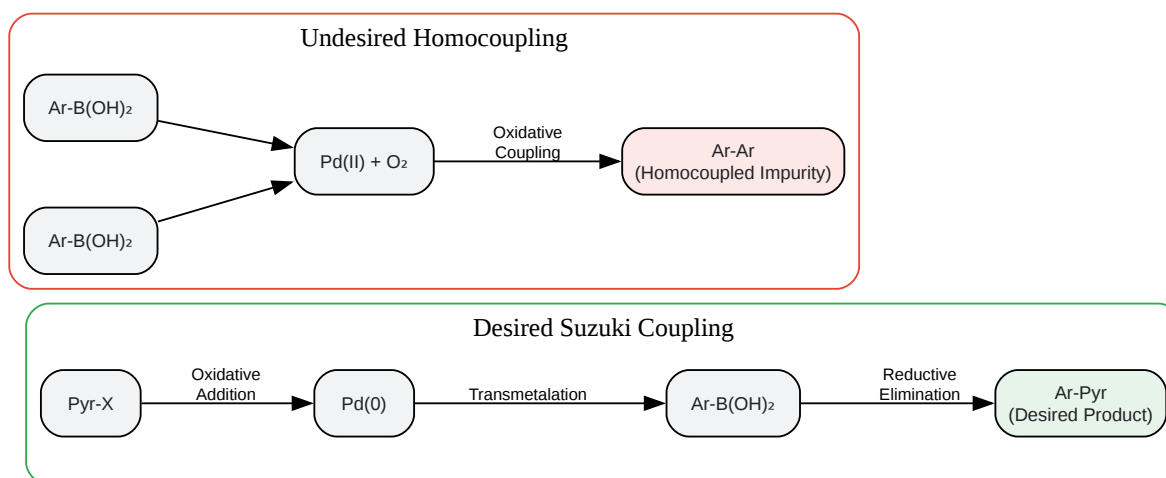 Undesired Homocoupling
Ar-B(OH)₂
Ar-B(OH)₂
Pd(II) + O₂
Oxidative
Coupling
Ar-Ar
(Homocoupled Impurity)
Desired Suzuki Coupling
Pyr-X
Oxidative
Addition
Pd(0)
Transmetalation
Ar-B(OH)₂
Reductive
Elimination
Ar-Pyr
(Desired Product)